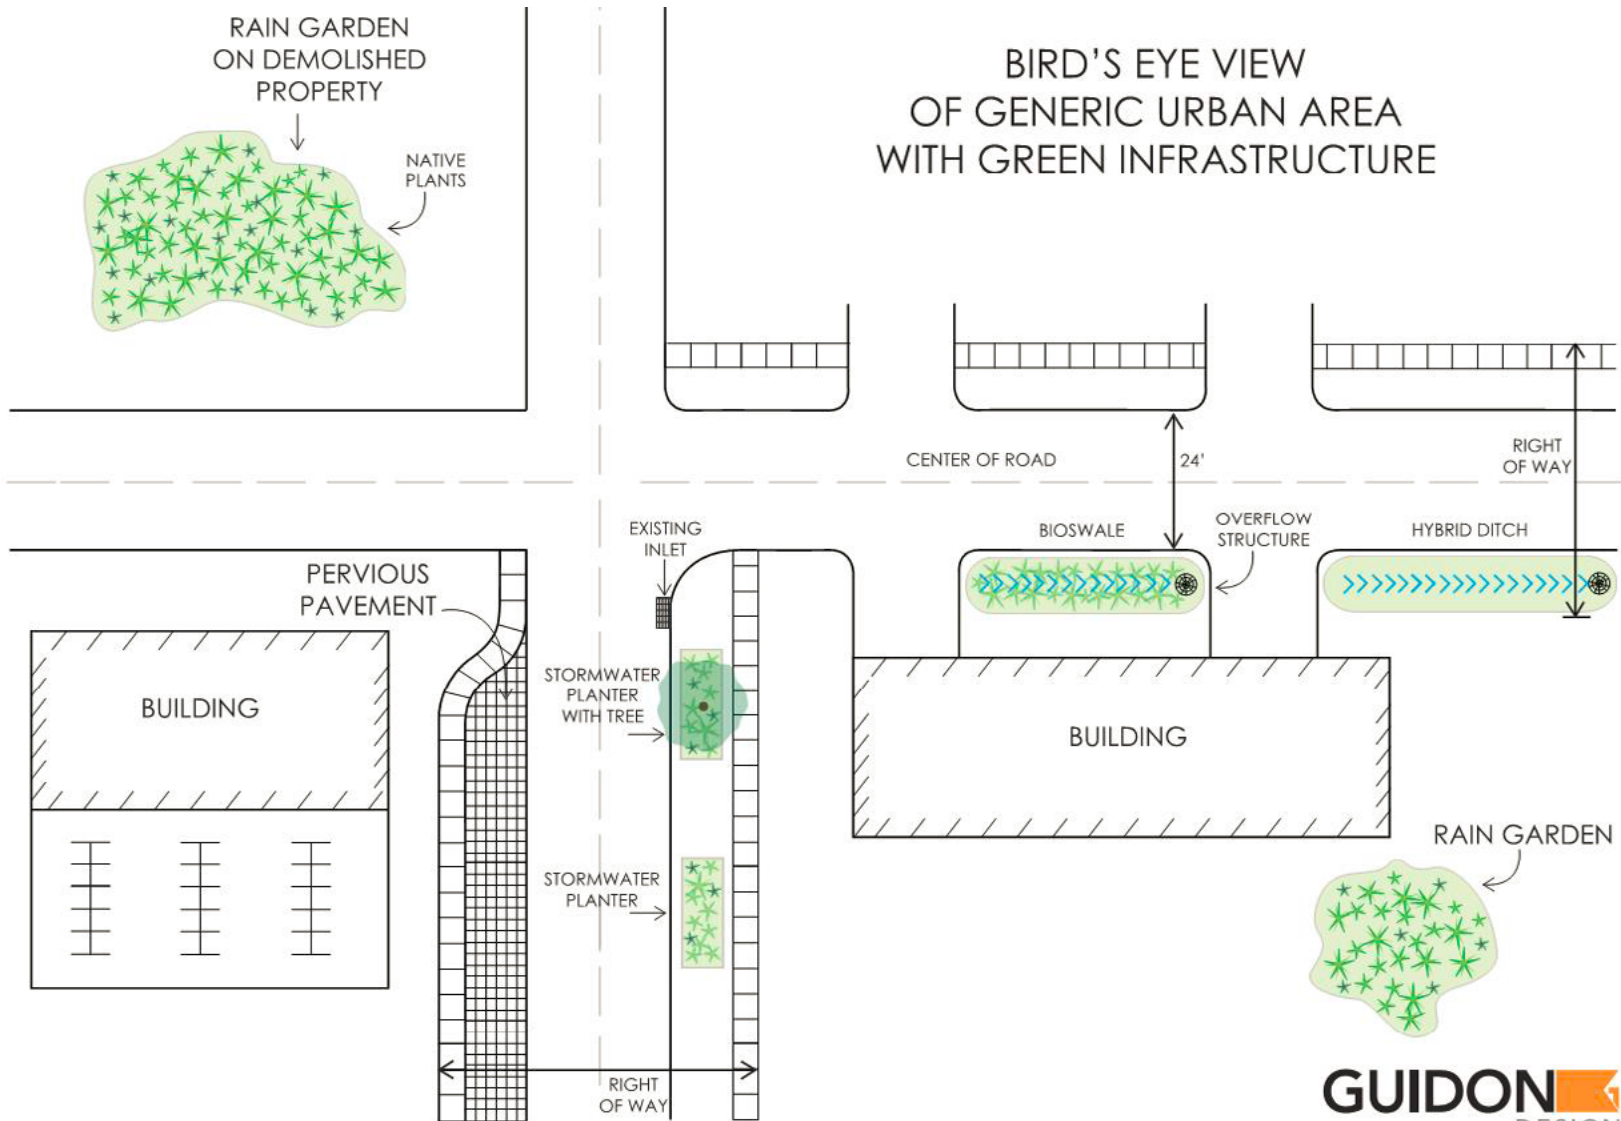 RAIN GARDEN
ON DEMOLISHED
PROPERTY
NATIVE
PLANTS
BIRD'S EYE VIEW
OF GENERIC URBAN AREA
WITH GREEN INFRASTRUCTURE
CENTER OF ROAD
24'
RIGHT
OF WAY
EXISTING
INLET
BIOSWALE
OVERFLOW
STRUCTURE
HYBRID DITCH
PERVIOUS
PAVEMENT
BUILDING
STORMWATER
PLANTER
WITH TREE
BUILDING
STORMWATER
PLANTER
RAIN GARDEN
RIGHT
OF WAY
GUIDON
DESIGN